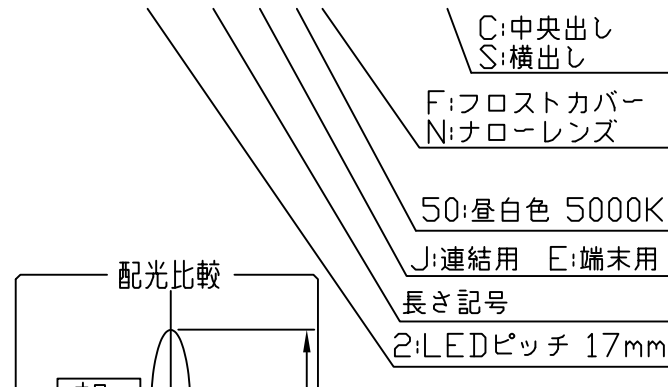 C:中央出し
S:横出し
F:フロストカバー
N:ナローレンズ
50:昼白色 5000K
J:連結用 E:端末用
長さ記号
2:LEDピッチ 17mm
配光比較